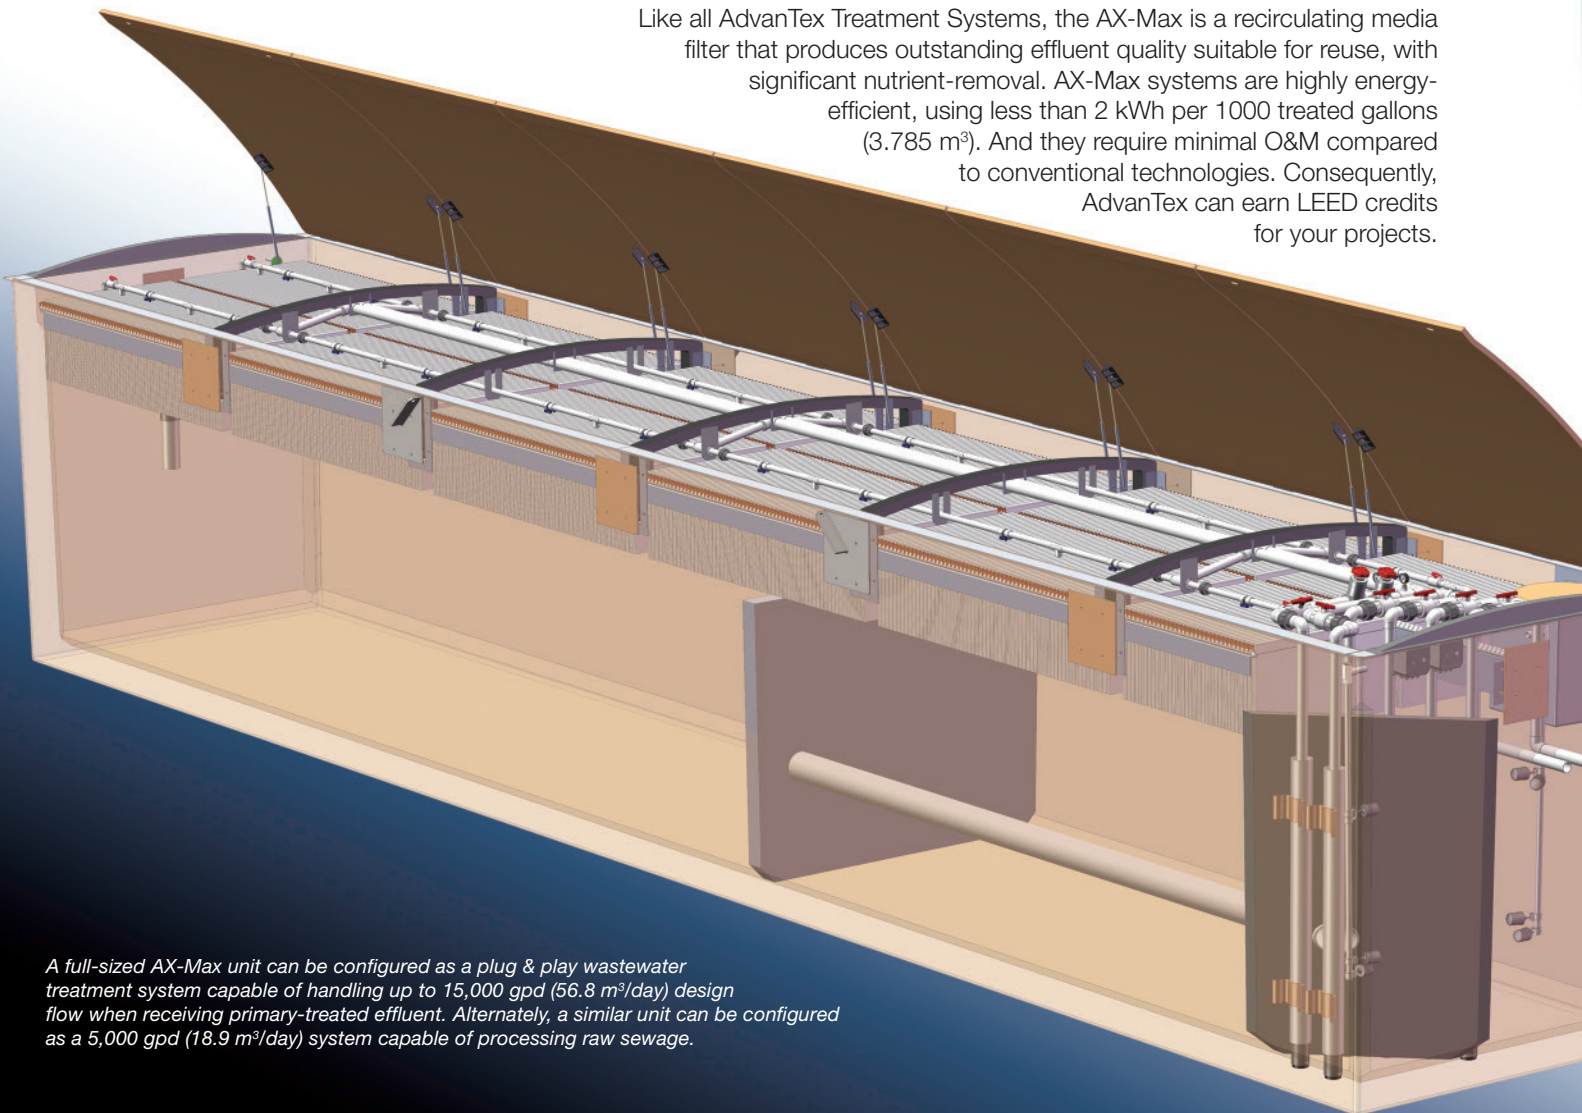 Like all AdvanTex Treatment Systems, the AX-Max is a recirculating media
filter that produces outstanding effluent quality suitable for reuse, with
significant nutrient-removal. AX-Max systems are highly energy-
efficient, using less than 2 kWh per 1000 treated gallons
(3.785 m³). And they require minimal O&M compared
to conventional technologies. Consequently,
AdvanTex can earn LEED credits
for your projects.
A full-sized AX-Max unit can be configured as a plug & play wastewater
treatment system capable of handling up to 15,000 gpd (56.8 m³/day) design
flow when receiving primary-treated effluent. Alternately, a similar unit can be configured
as a 5,000 gpd (18.9 m³/day) system capable of processing raw sewage.